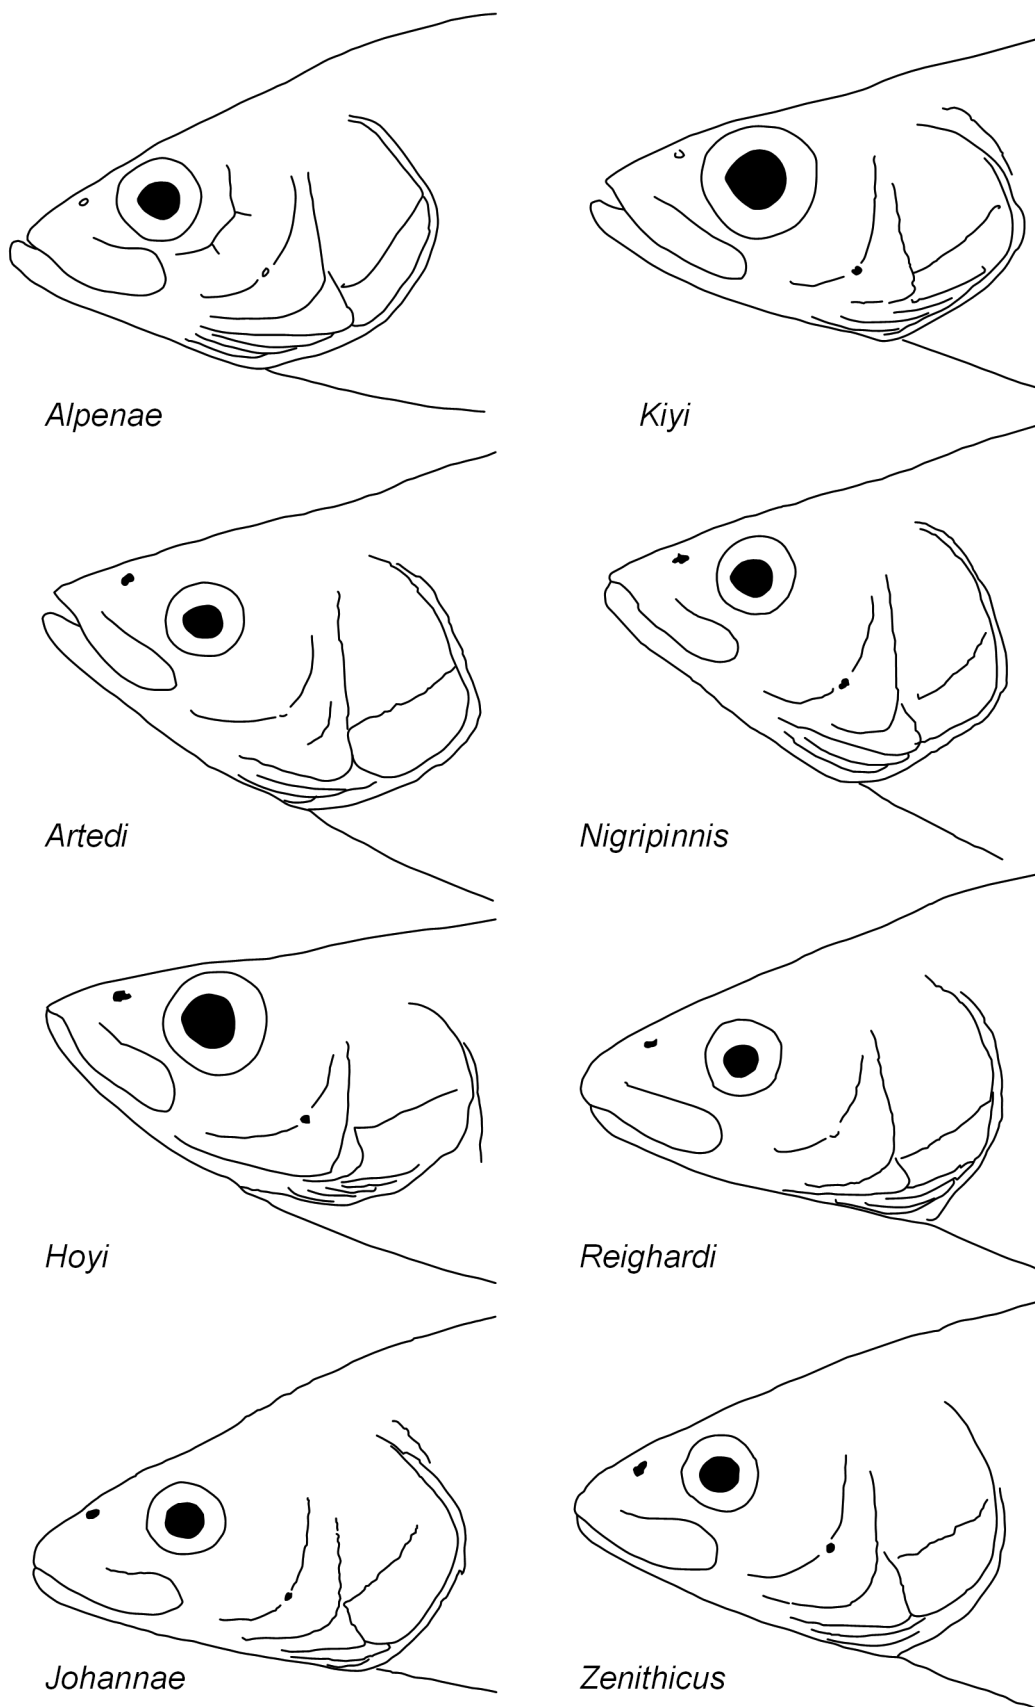 Alpenae
Kiyi
Artedi
Nigripinnis
Hoyi
Reighardi
Johannae
Zenithicus